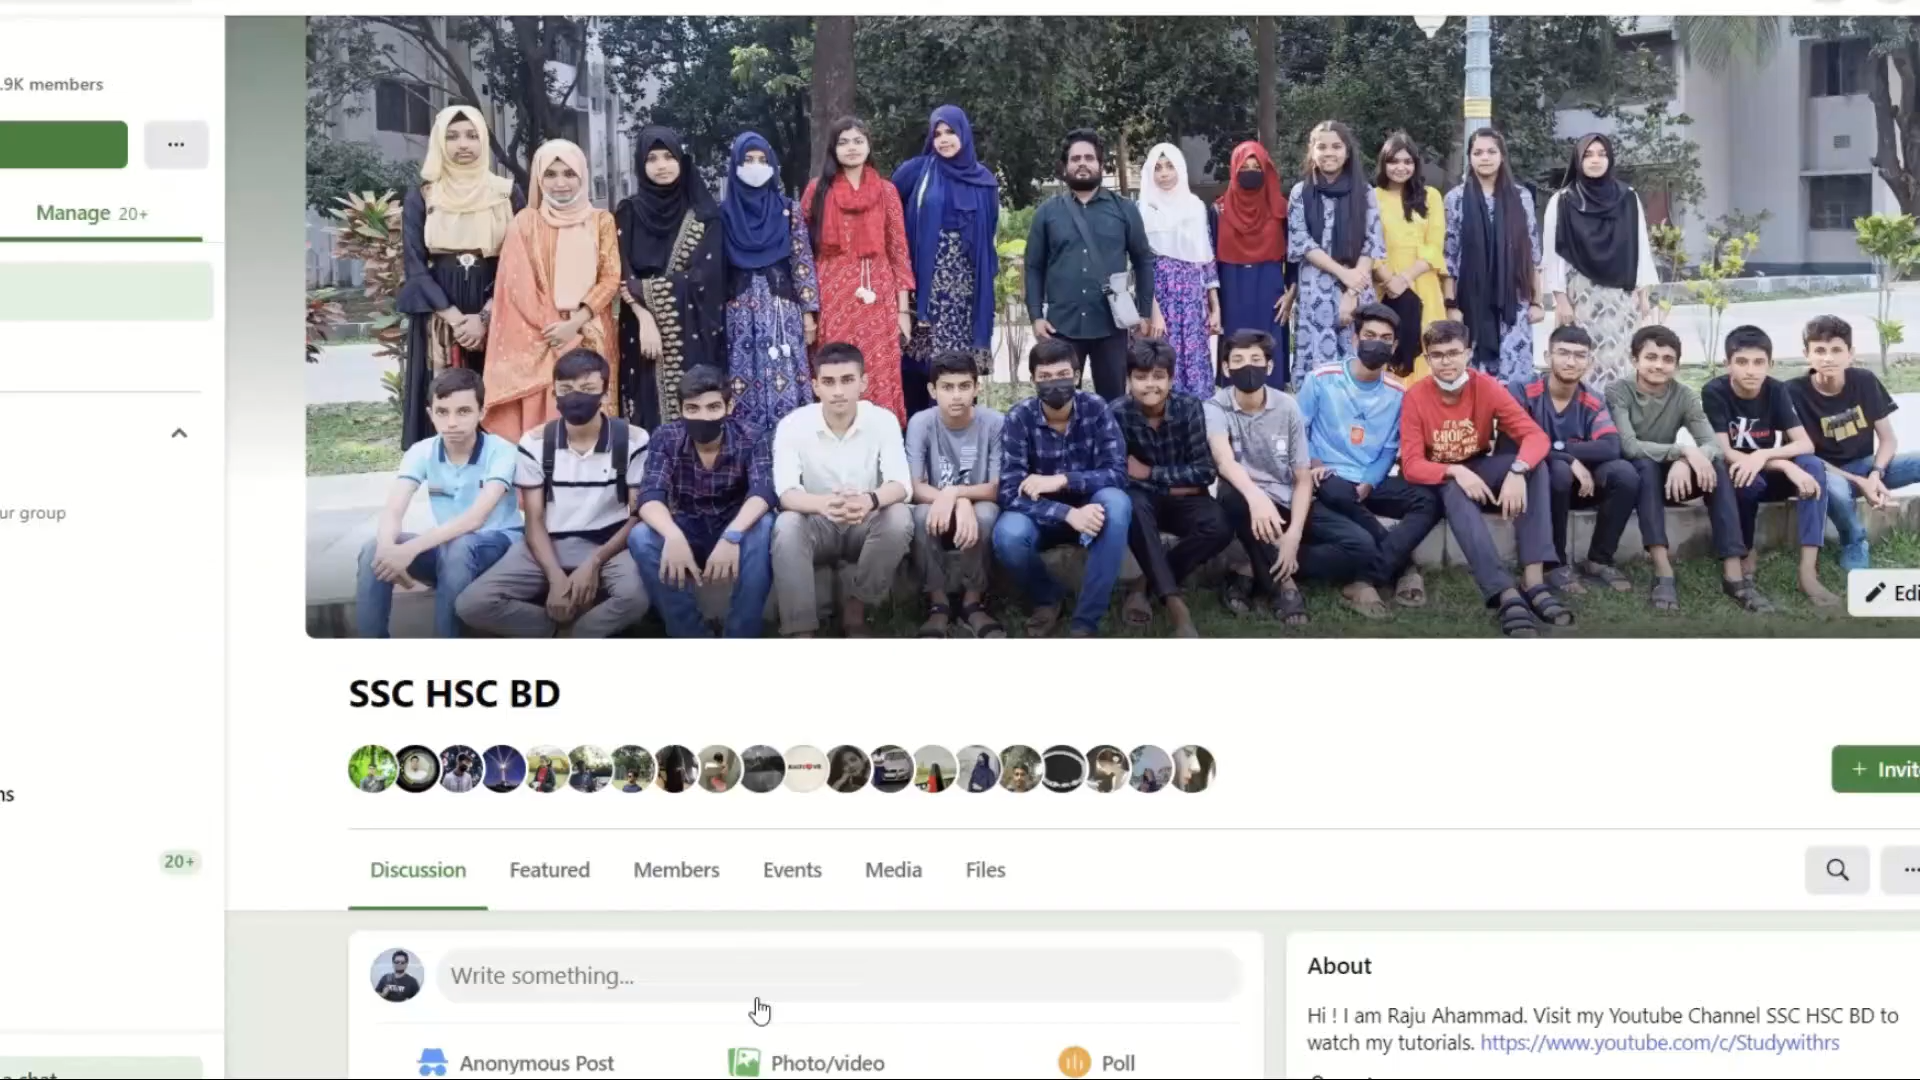 .9K members
Manage 20+
ur group
ns
20+
Edi
SSC HSC BD
+ Invit
Discussion
Featured
Members
Events
Media
Files
Write something...
Anonymous Post
Photo/video
Poll
About
Hi ! I am Raju Ahammad. Visit my Youtube Channel SSC HSC BD to
watch my tutorials. https://www.youtube.com/c/Studywithrs